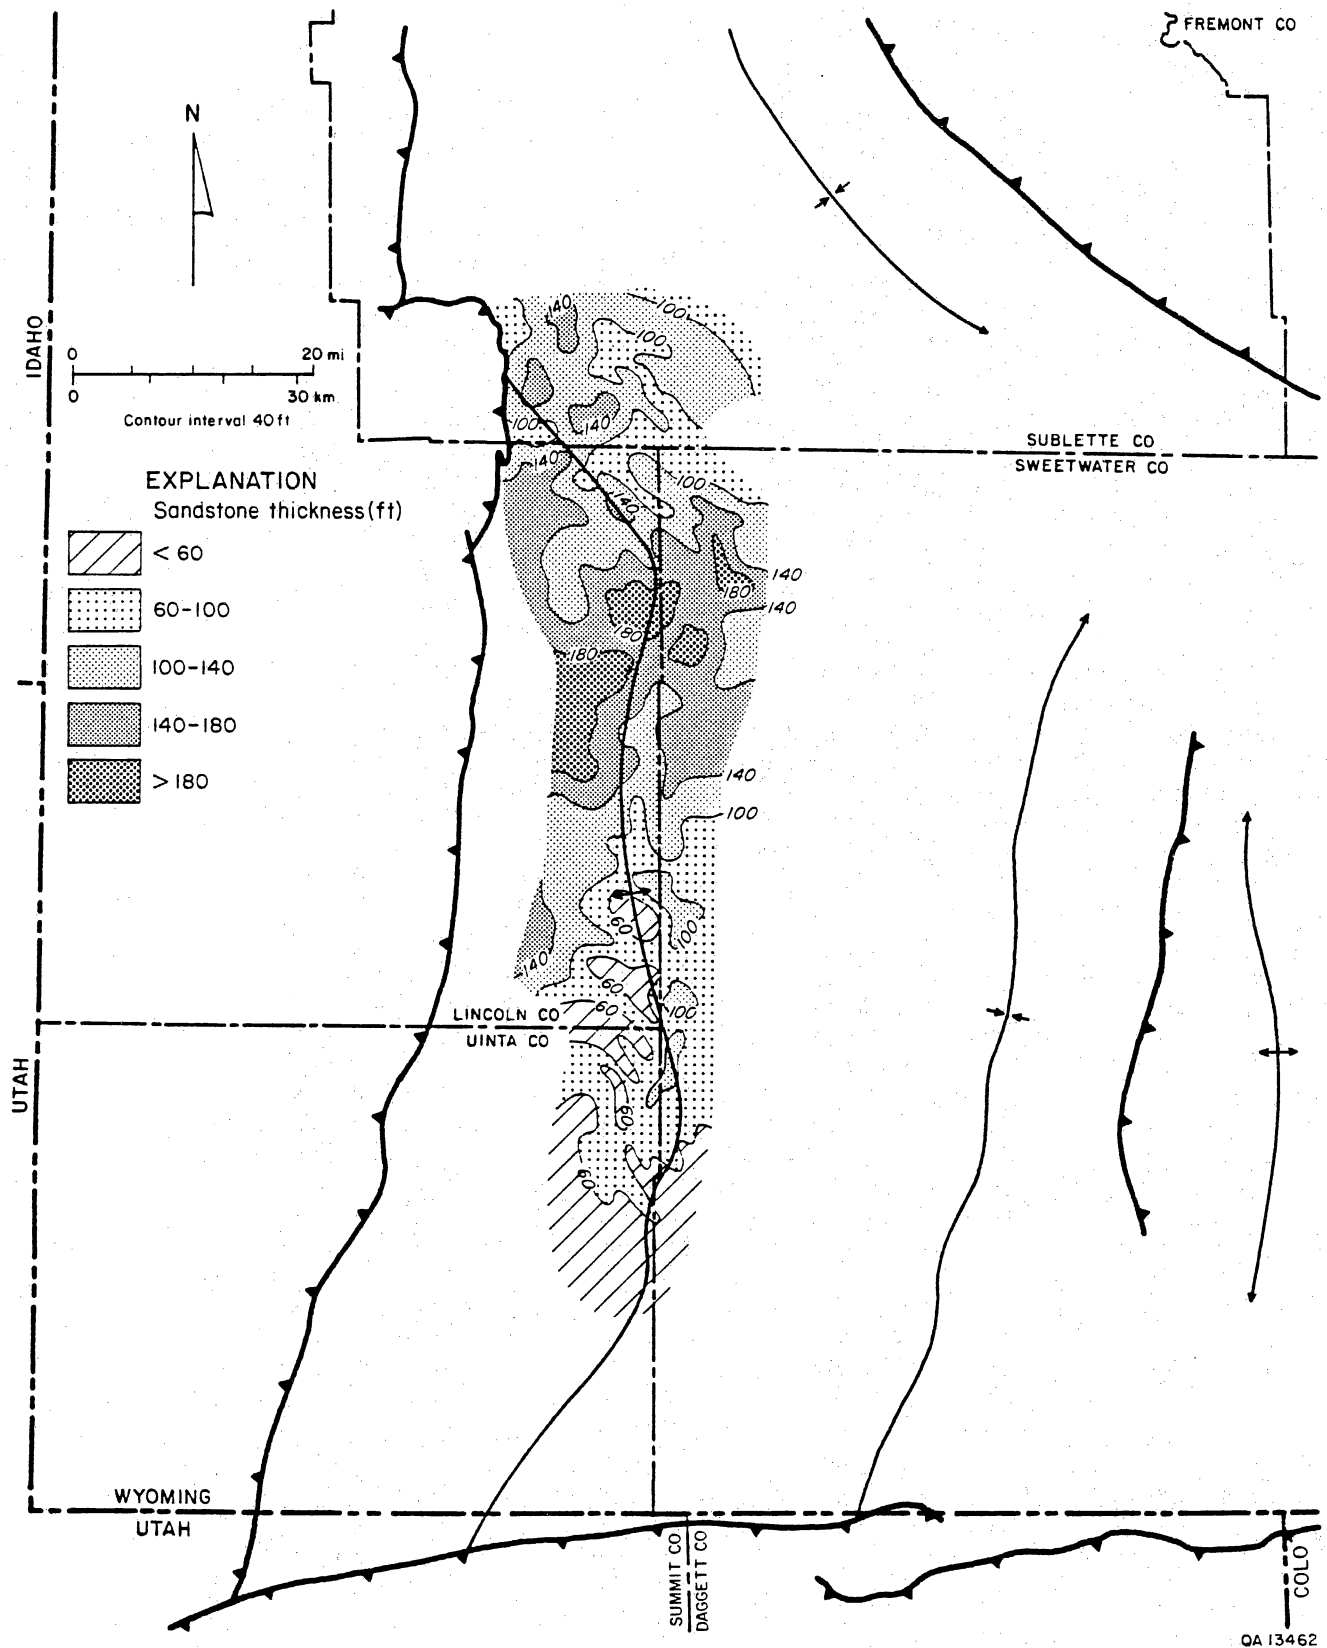 FREMONT CO
N
IDAHO
0 20 mi
0 30 km
Contour interval 40 ft
140
100
100
100
140
SUBLETTE CO
SWEETWATER CO
140
100
140
EXPLANATION
Sandstone thickness (ft)
< 60
60-100
100-140
140-180
> 180
140
180
140
180
180
140
100
60
100
140
60
60
100
LINCOLN CO
UINTA CO
UTAH
60
60
WYOMING
UTAH
SUMMIT CO
DAGGETT CO
COLO
QA 13462